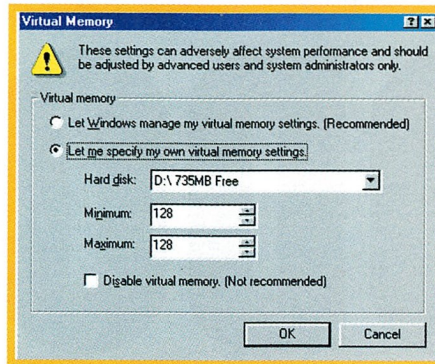 Virtual Memory
These settings can adversely affect system performance and should
be adjusted by advanced users and system administrators only.
Virtual memory
Let Windows manage my virtual memory settings. (Recommended)
Let me specify my own virtual memory settings.
Hard disk: D:\ 735MB Free
Minimum: 128
Maximum: 128
Disable virtual memory. (Not recommended)
OK Cancel